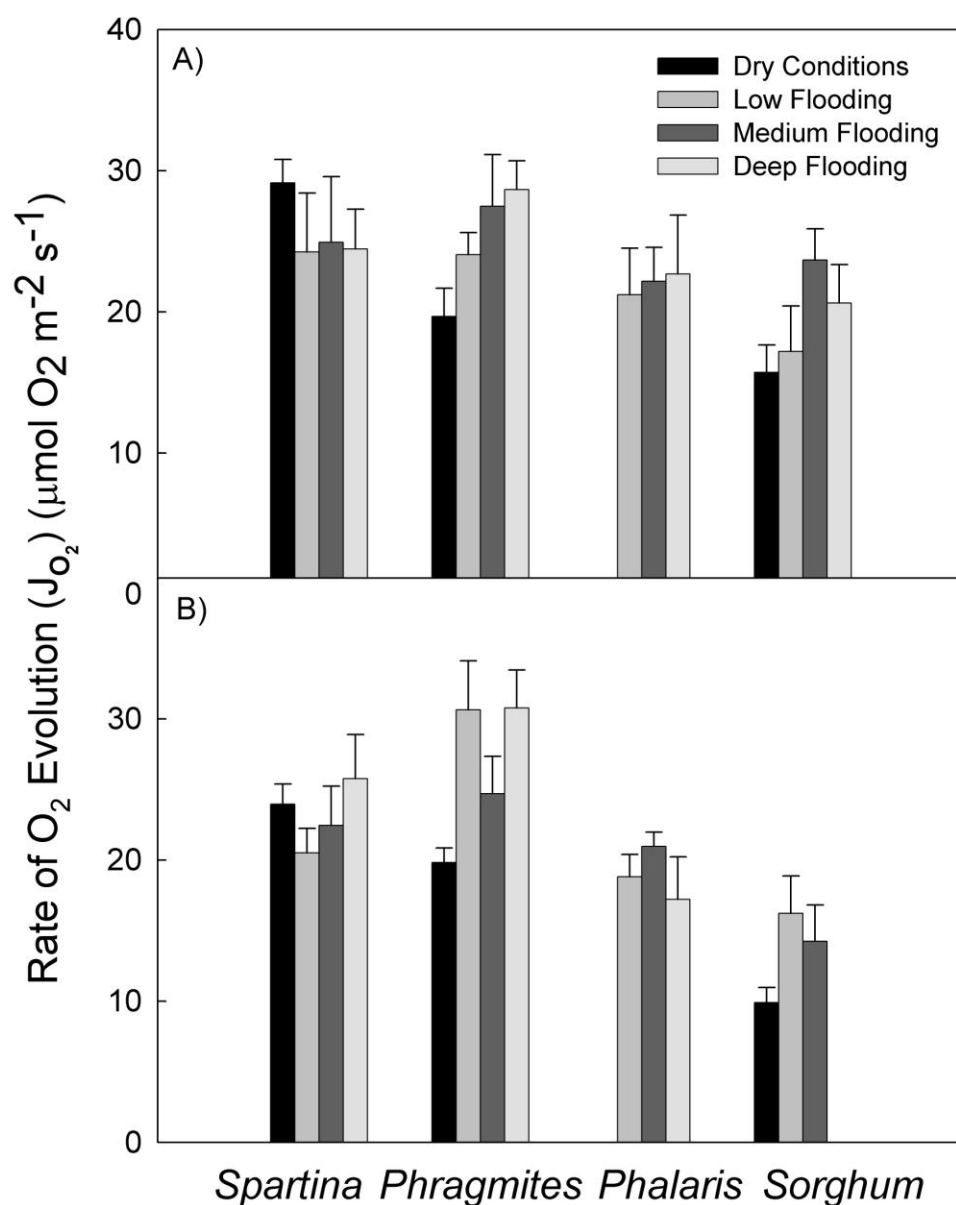 40
A)
Dry Conditions
Low Flooding
Medium Flooding
Deep Flooding
30
20
10
0
B)
30
20
10
0
Rate of O₂ Evolution (J_O₂) (μmol O2 m⁻² s⁻¹)
Spartina Phragmites Phalaris Sorghum